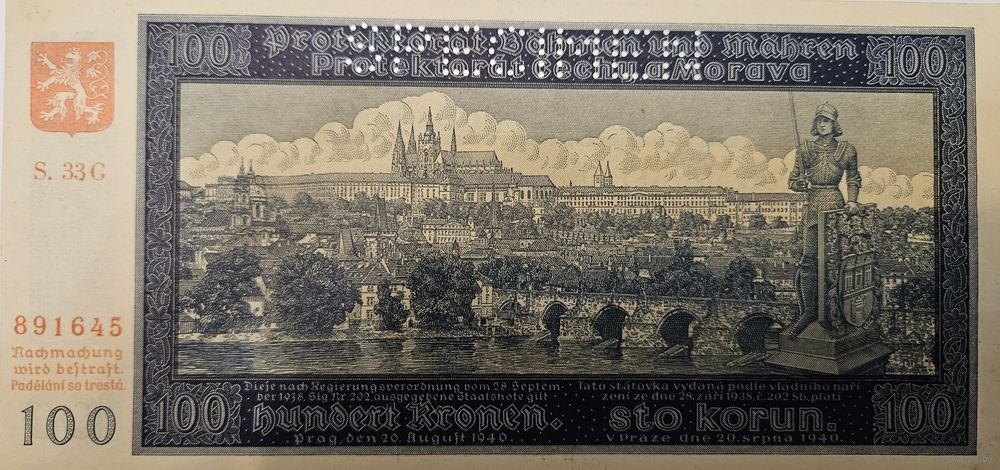 100
Protektorat Böhmen und Mähren
Protektorát Čechy a Morava
100
S. 33 G
891645
Nachmachung
wird bestraft.
Padělání se trestá.
100
100
Diese nach Regierungsverordnung vom 28. Septem-
ber 1938, Slg Nr. 202, ausgegebene Staatsnote gilt
hundert Kronen.
Prag, den 20. August 1940.
Tato státovka vydaná podle vládního naří
zení ze dne 28. září 1938, č. 202 Sb. platí
sto korun.
V Praze dne 20. srpna 1940.
100